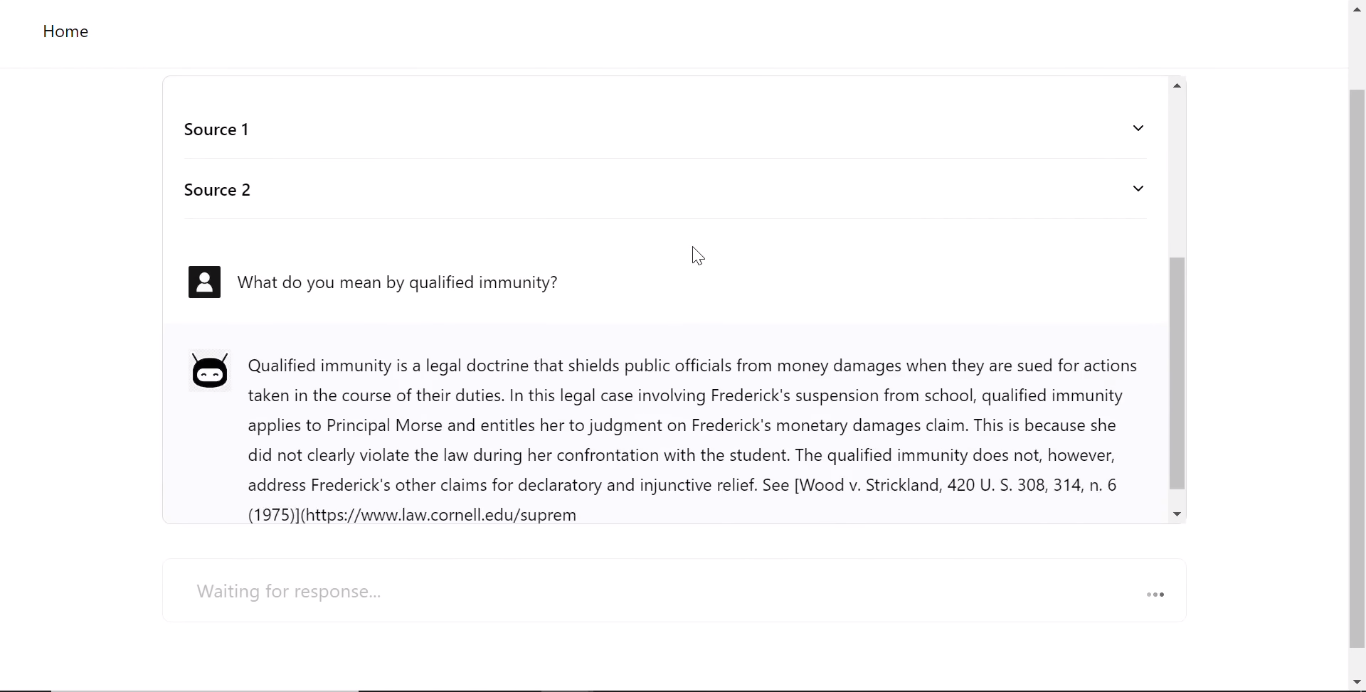 Home
Source 1
Source 2
What do you mean by qualified immunity?
Qualified immunity is a legal doctrine that shields public officials from money damages when they are sued for actions
taken in the course of their duties. In this legal case involving Frederick's suspension from school, qualified immunity
applies to Principal Morse and entitles her to judgment on Frederick's monetary damages claim. This is because she
did not clearly violate the law during her confrontation with the student. The qualified immunity does not, however,
address Frederick's other claims for declaratory and injunctive relief. See [Wood v. Strickland, 420 U. S. 308, 314, n. 6
(1975)](https://www.law.cornell.edu/suprem
Waiting for response...